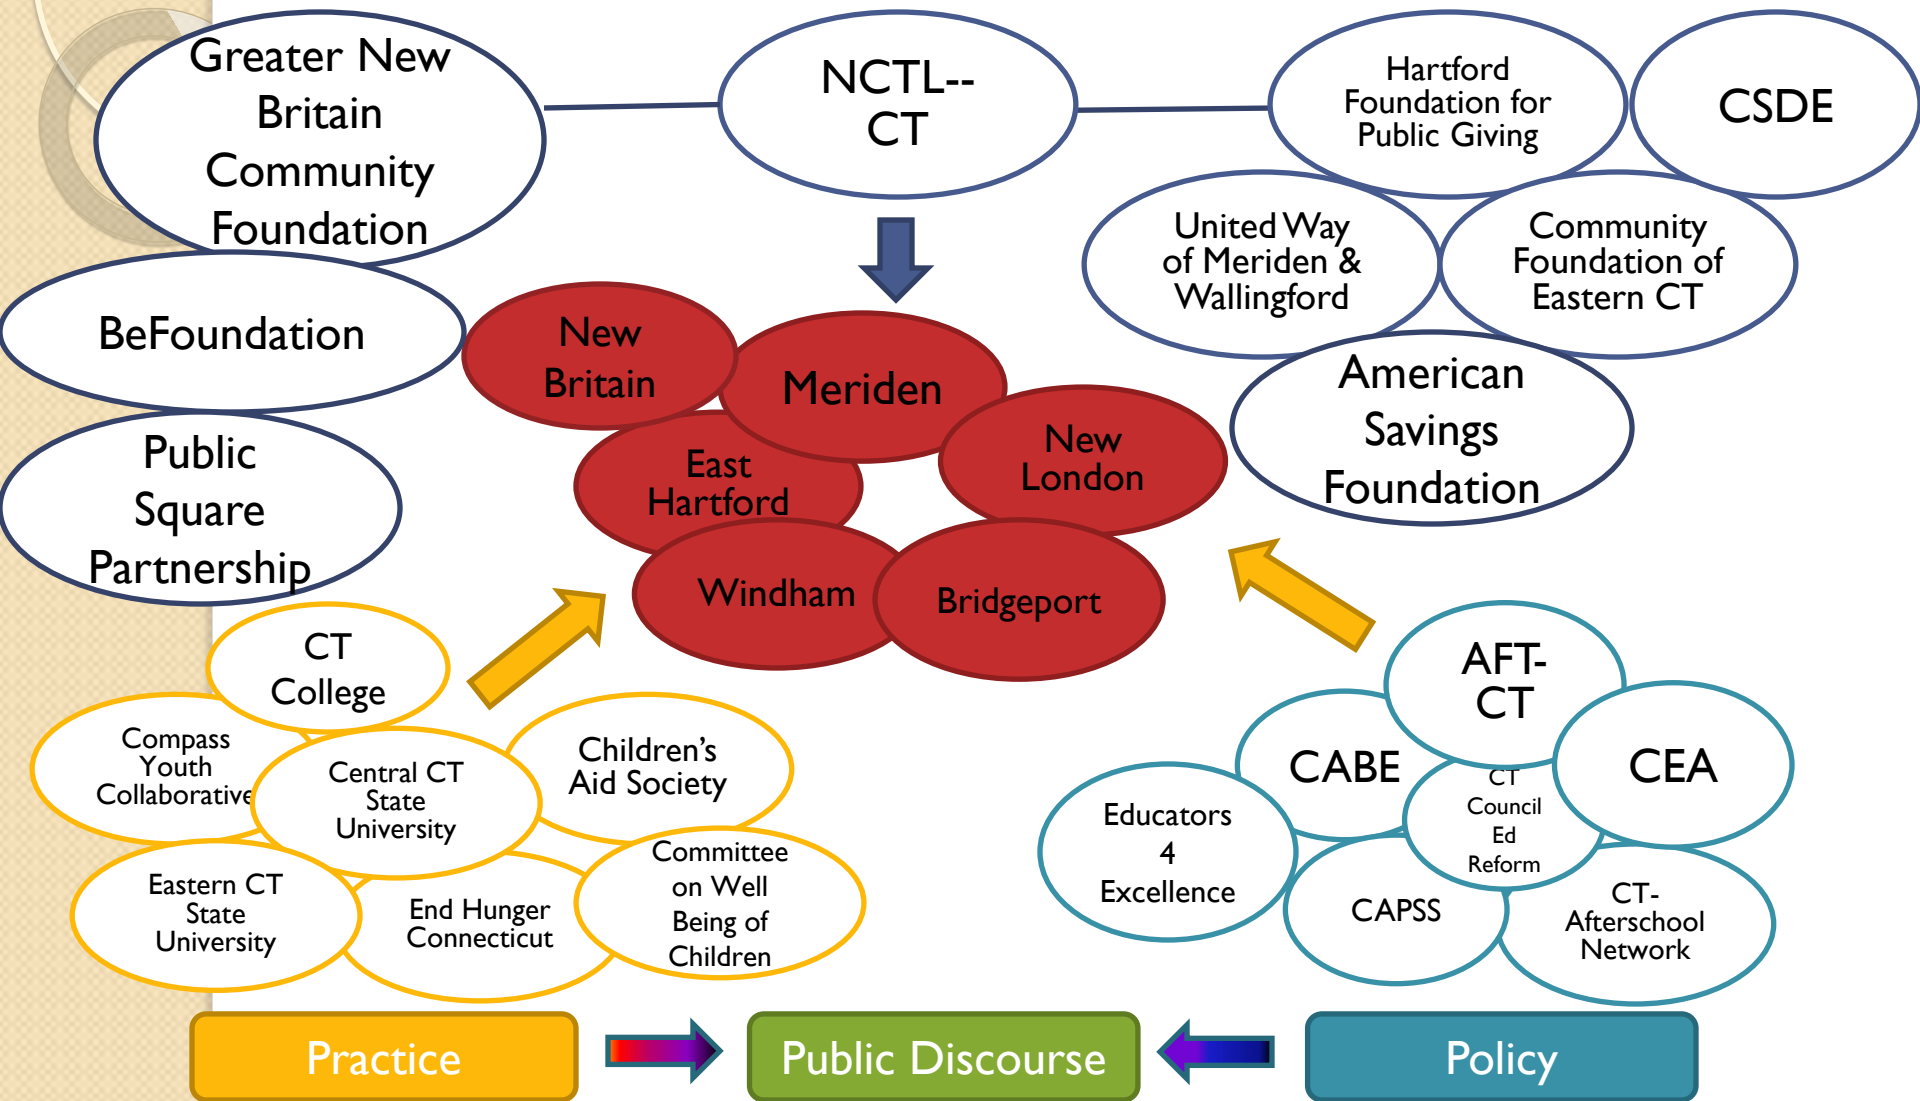 Greater New
Britain
Community
Foundation
NCTL--
CT
Hartford
Foundation for
Public Giving
CSDE
United Way
of Meriden &
Wallingford
Community
Foundation of
Eastern CT
BeFoundation
New
Britain
Meriden
American
Savings
Foundation
Public
Square
Partnership
East
Hartford
New
London
Windham
Bridgeport
CT
College
Compass
Youth
Collaborative
Central CT
State
University
Children's
Aid Society
Eastern CT
State
University
End Hunger
Connecticut
Committee
on Well
Being of
Children
AFT-
CT
CABE
CT
Council
Ed
Reform
CEA
Educators
4
Excellence
CAPSS
CT-
Afterschool
Network
Practice
Public Discourse
Policy